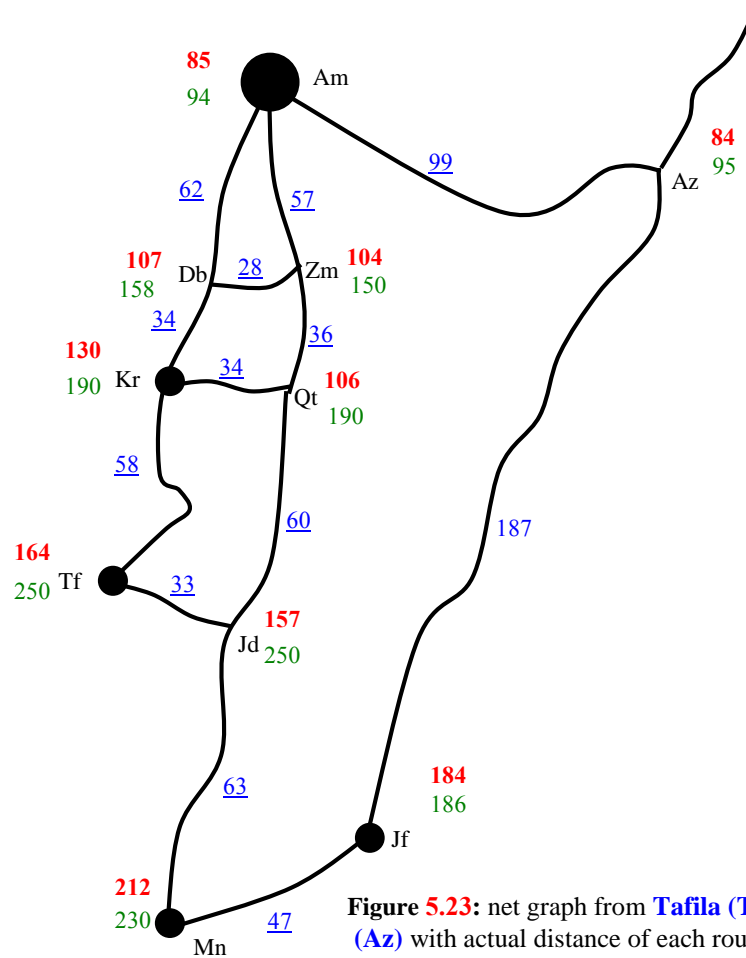 85
94
Am
99
84
95
Az
62
57
107
158
Db
28
Zm
104
150
34
36
130
190
Kr
34
106
Qt
190
58
60
187
164
250
Tf
33
157
Jd
250
63
184
186
Jf
212
230
Mn
47
Figure 5.23: net graph from Tafila (T
(Az) with actual distance of each rou